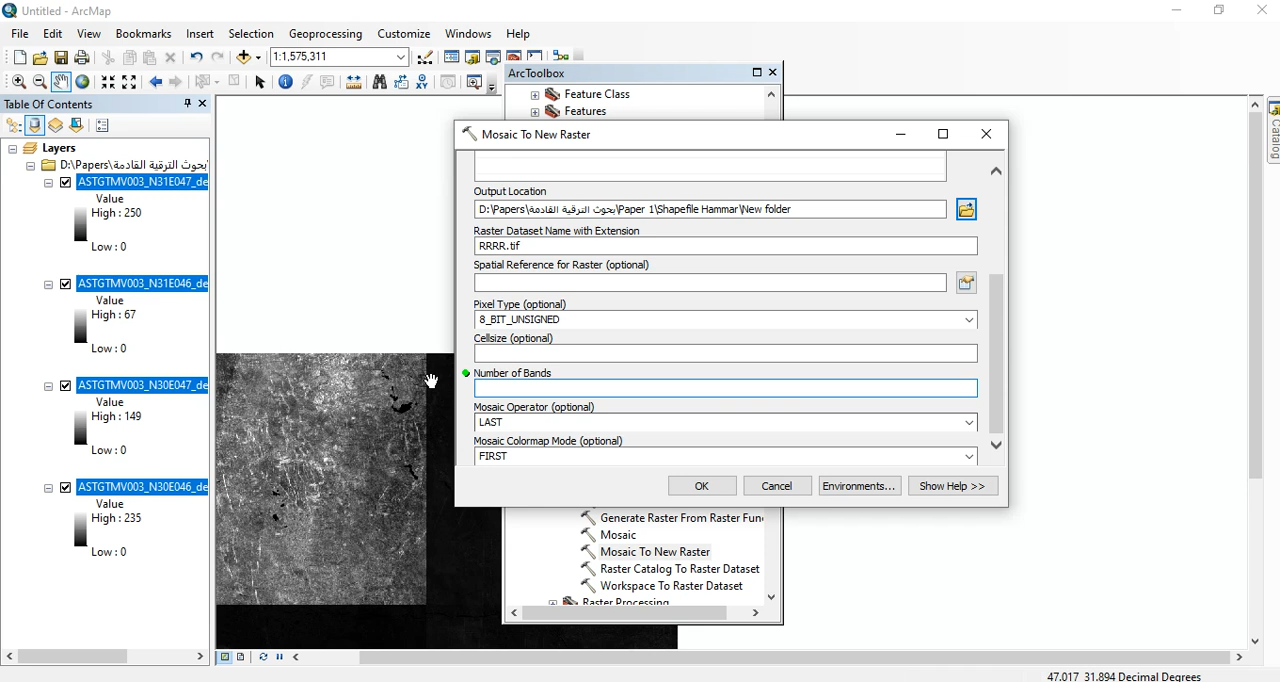 Untitled - ArcMap
File Edit View Bookmarks Insert Selection Geoprocessing Customize Windows Help
1:1,575,311
Table Of Contents
Layers
D:\Papers\بحوث الترقية القادمة
ASTGTMV003_N31E047_de
Value
High : 250
Low : 0
ASTGTMV003_N31E046_de
Value
High : 67
Low : 0
ASTGTMV003_N30E047_de
Value
High : 149
Low : 0
ASTGTMV003_N30E046_de
Value
High : 235
Low : 0
ArcToolbox
Feature Class
Features
Mosaic To New Raster
Output Location
D:\Papers\بحوث الترقية القادمة\Paper 1\Shapefile Hammar\New folder
Raster Dataset Name with Extension
RRRR.tif
Spatial Reference for Raster (optional)
Pixel Type (optional)
8_BIT_UNSIGNED
Cellsize (optional)
Number of Bands
Mosaic Operator (optional)
LAST
Mosaic Colormap Mode (optional)
FIRST
OK Cancel Environments... Show Help >>
Generate Raster From Raster Fun
Mosaic
Mosaic To New Raster
Raster Catalog To Raster Dataset
Workspace To Raster Dataset
Raster Processing
Catalog
47.017 31.894 Decimal Degrees